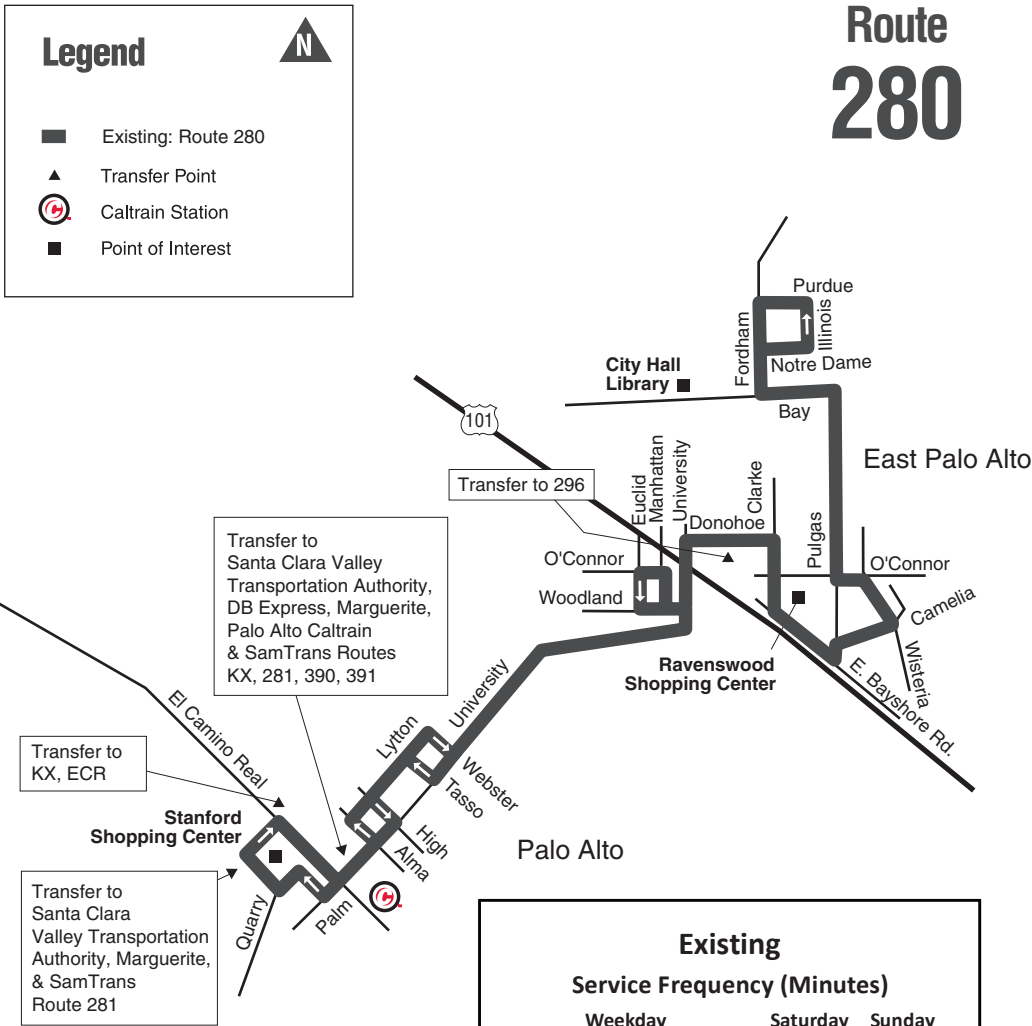 Legend
N
Existing: Route 280
Transfer Point
Caltrain Station
Point of Interest
Route
280
Purdue
Illinois
Fordham
Notre Dame
City Hall
Library
Bay
101
East Palo Alto
Transfer to 296
Euclid
Manhattan
University
Donohoe
Clarke
Pulgas
O'Connor
O'Connor
Woodland
Camelia
Wisteria
E. Bayshore Rd.
Ravenswood
Shopping Center
Transfer to
Santa Clara Valley
Transportation Authority,
DB Express, Marguerite,
Palo Alto Caltrain
& SamTrans Routes
KX, 281, 390, 391
University
Lytton
Webster
Tasso
High
Alma
El Camino Real
Transfer to
KX, ECR
Stanford
Shopping Center
Palo Alto
Quarry
Palm
C
Transfer to
Santa Clara
Valley Transportation
Authority, Marguerite,
& SamTrans
Route 281
Existing
Service Frequency (Minutes)
Weekday Saturday Sunday